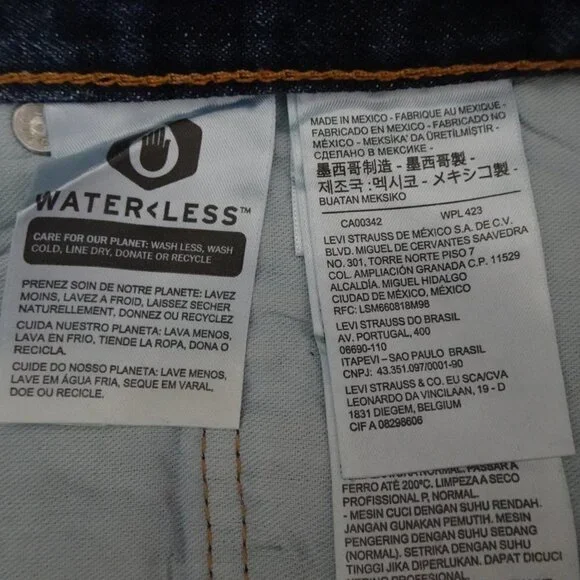 WATER<LESS™
CARE FOR OUR PLANET: WASH LESS, WASH
COLD, LINE DRY, DONATE OR RECYCLE
PRENEZ SOIN DE NOTRE PLANETE: LAVEZ
MOINS, LAVEZ A FROID, LAISSEZ SÉCHER
NATURELLEMENT, DONNEZ OU RECYCLEZ
CUIDA NUESTRO PLANETA: LAVA MENOS,
LAVA EN FRIO, TIENDE LA ROPA, DONA O
RECICLA.
CUIDE DO NOSSO PLANETA: LAVE MENOS,
LAVE EM ÁGUA FRIA, SEQUE EM VARAL,
DOE OU RECICLE.
MADE IN MEXICO - FABRIQUE AU MEXIQUE -
FABRICADO EN MEXICO - FABRICADO NO
MÉXICO - MEKSİKA' DA ÜRETİLMİŞTİR -
СДЕЛАНО В МЕКСИКЕ -
墨西哥制造 - 墨西哥製 -
제조국 : 멕시코 - メキシコ製 -
BUATAN MEKSIKO
CA00342 WPL 423
LEVI STRAUSS DE MÉXICO S.A. DE C.V.
BLVD. MIGUEL DE CERVANTES SAAVEDRA
NO. 301, TORRE NORTE PISO 7
COL. AMPLIACIÓN GRANADA C.P. 11529
ALCALDÍA. MIGUEL HIDALGO
CIUDAD DE MÉXICO, MÉXICO
RFC: LSM660818M98
LEVI STRAUSS DO BRASIL
AV. PORTUGAL, 400
06690-110
ITAPEVI – SAO PAULO BRASIL
CNPJ: 43.351.097/0001-90
LEVI STRAUSS & CO. EU SCA/CVA
LEONARDO DA VINCILAAN, 19 - D
1831 DIEGEM, BELGIUM
CIF A 08298606
NORMAL. PASSAR A
FERRO ATÉ 200ºC. LIMPEZA A SECO
PROFISSIONAL P, NORMAL.
- MESIN CUCI DENGAN SUHU RENDAH.
JANGAN GUNAKAN PEMUTIH. MESIN
PENGERING DENGAN SUHU SEDANG
(NORMAL). SETRIKA DENGAN SUHU
TINGGI JIKA DIPERLUKAN. DAPAT DICUCI